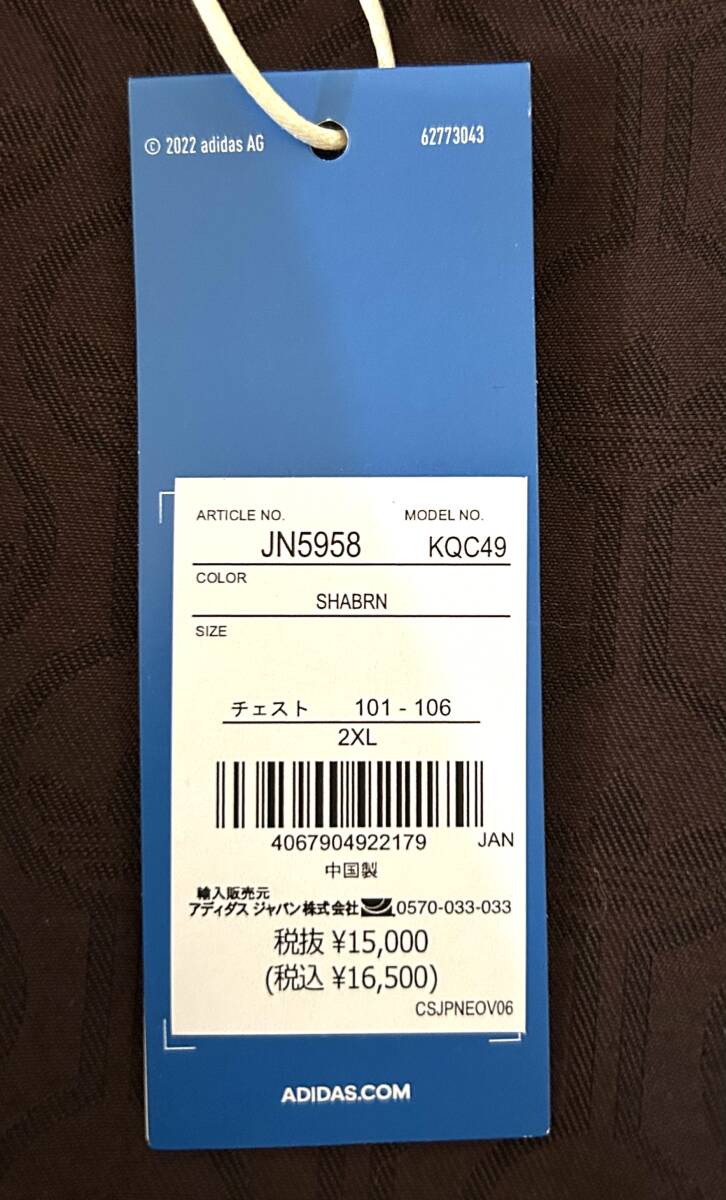 © 2022 adidas AG 62773043
ARTICLE NO. MODEL NO.
JN5958 KQC49
COLOR
SHABRN
SIZE
チェスト 101 - 106
2XL
4067904922179 JAN
中国製
輸入販売元
アディダス ジャパン株式会社 0570-033-033
税抜 ¥15,000
(税込 ¥16,500)
CSJPNEOV06
ADIDAS.COM